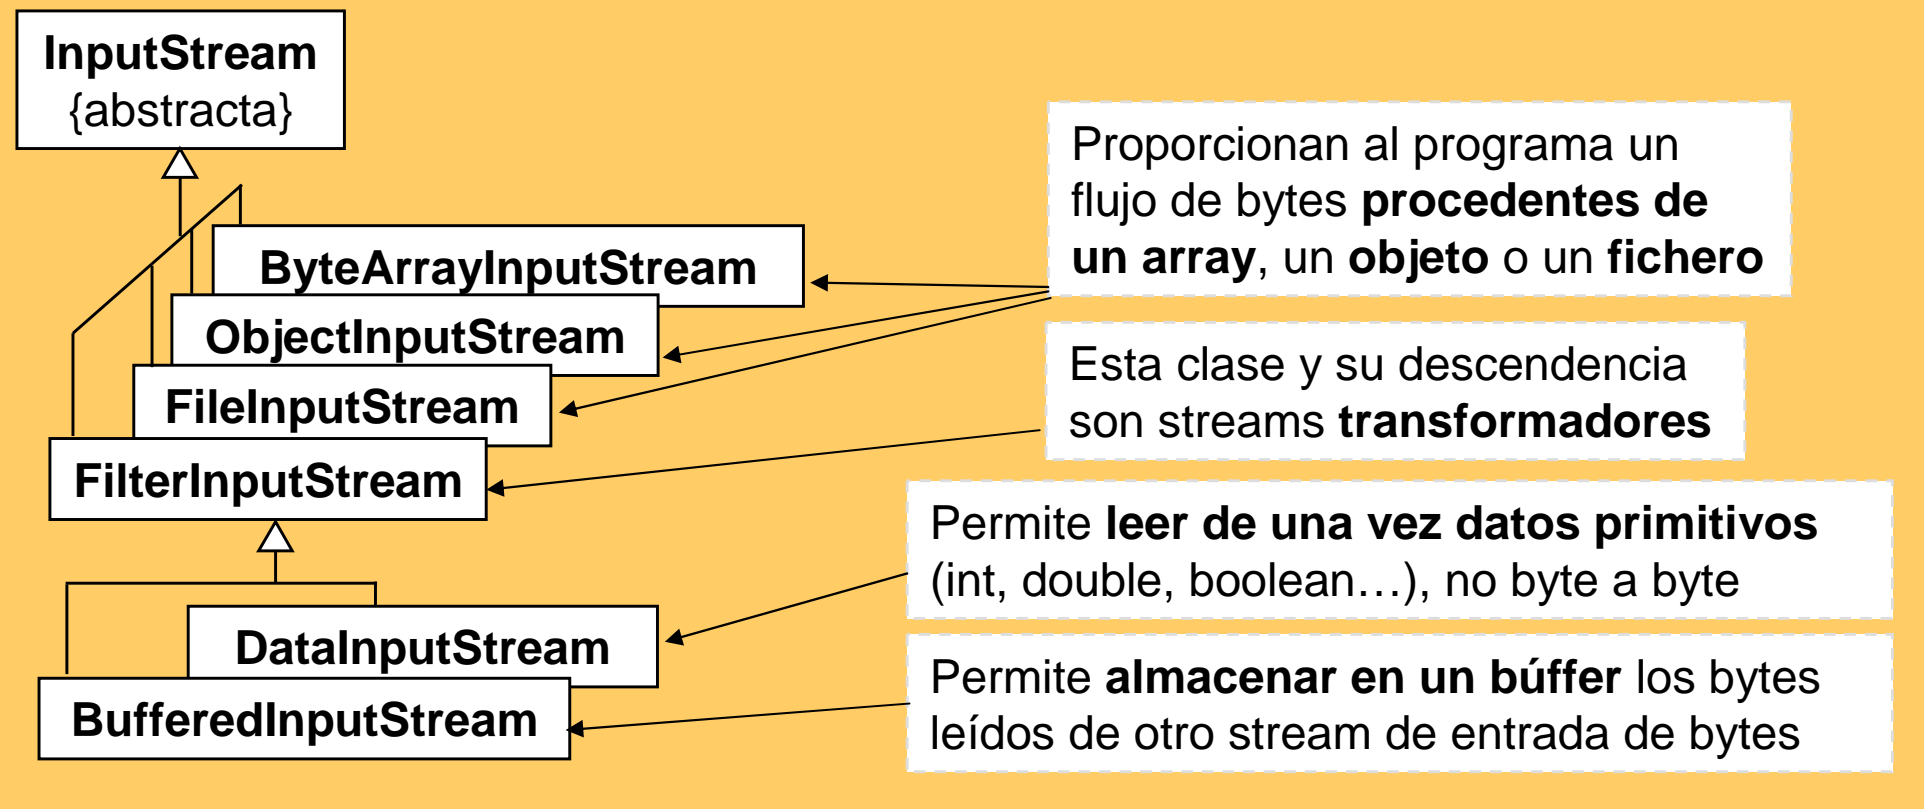 InputStream
{abstracta}
ByteArrayInputStream
ObjectInputStream
FileInputStream
FilterInputStream
DataInputStream
BufferedInputStream
Proporcionan al programa un
flujo de bytes procedentes de
un array, un objeto o un fichero
Esta clase y su descendencia
son streams transformadores
Permite leer de una vez datos primitivos
(int, double, boolean…), no byte a byte
Permite almacenar en un búffer los bytes
leídos de otro stream de entrada de bytes